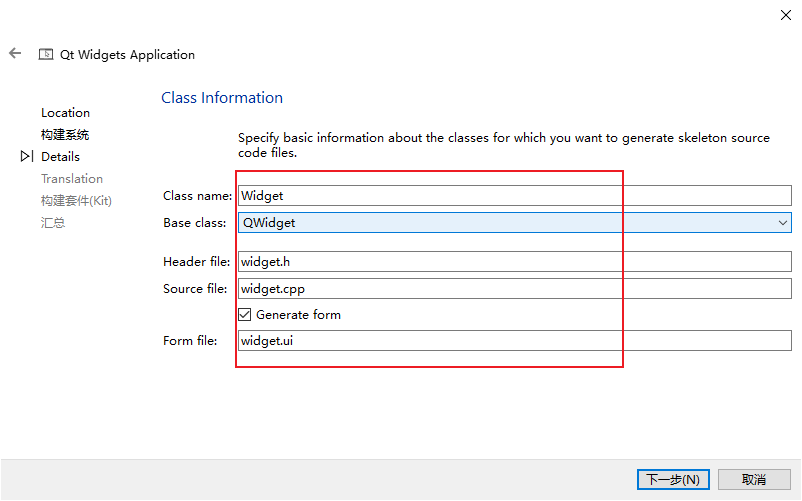 Qt Widgets Application
Location
构建系统
Details
Translation
构建套件(Kit)
汇总
Class Information
Specify basic information about the classes for which you want to generate skeleton source
code files.
Class name: Widget
Base class: QWidget
Header file: widget.h
Source file: widget.cpp
Generate form
Form file: widget.ui
下一步(N)
取消